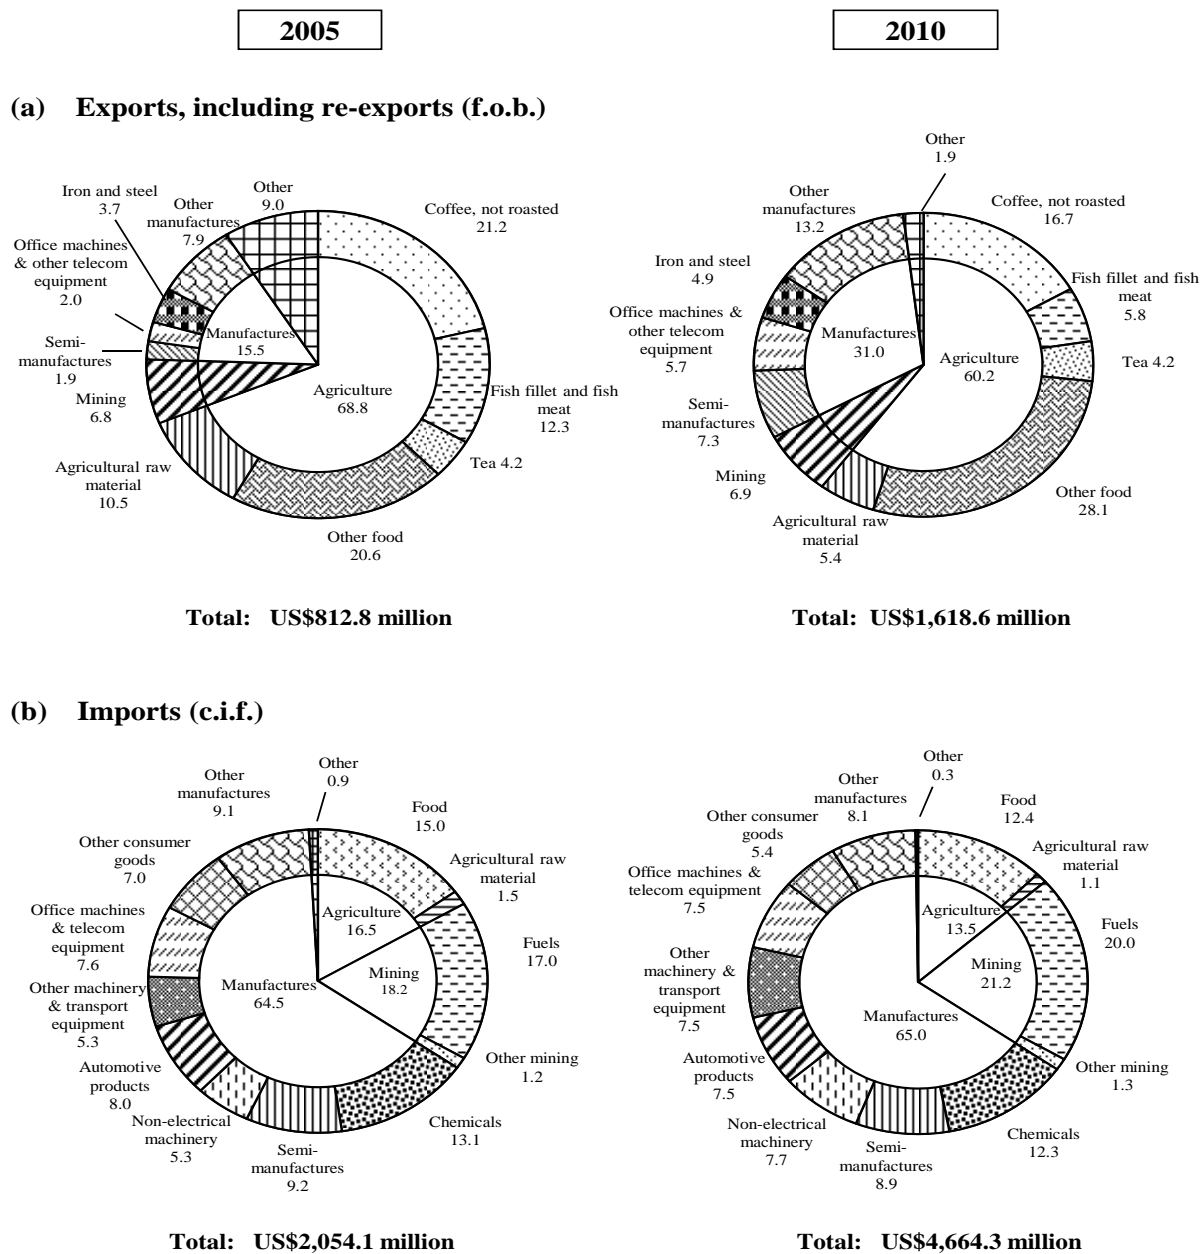 2005
2010
(a) Exports, including re-exports (f.o.b.)
Iron and steel
3.7
Other
manufactures
7.9
Other
9.0
Coffee, not roasted
21.2
Office machines
& other telecom
equipment
2.0
Semi-
manufactures
1.9
Mining
6.8
Agricultural raw
material
10.5
Other food
20.6
Tea 4.2
Fish fillet and fish
meat
12.3
Manufactures
15.5
Agriculture
68.8
Total: US$812.8 million
Other
1.9
Other
manufactures
13.2
Coffee, not roasted
16.7
Iron and steel
4.9
Fish fillet and fish
meat
5.8
Office machines &
other telecom
equipment
5.7
Tea 4.2
Semi-
manufactures
7.3
Mining
6.9
Agricultural raw
material
5.4
Other food
28.1
Manufactures
31.0
Agriculture
60.2
Total: US$1,618.6 million
(b) Imports (c.i.f.)
Other
manufactures
9.1
Other
0.9
Food
15.0
Other consumer
goods
7.0
Agricultural raw
material
1.5
Office machines
& telecom
equipment
7.6
Fuels
17.0
Other machinery
& transport
equipment
5.3
Other mining
1.2
Automotive
products
8.0
Non-electrical
machinery
5.3
Semi-
manufactures
9.2
Chemicals
13.1
Agriculture
16.5
Mining
18.2
Manufactures
64.5
Total: US$2,054.1 million
Other
0.3
Other
manufactures
8.1
Food
12.4
Other consumer
goods
5.4
Agricultural raw
material
1.1
Office machines &
telecom equipment
7.5
Fuels
20.0
Other
machinery &
transport
equipment
7.5
Other mining
1.3
Automotive
products
7.5
Non-electrical
machinery
7.7
Semi-
manufactures
8.9
Chemicals
12.3
Agriculture
13.5
Mining
21.2
Manufactures
65.0
Total: US$4,664.3 million